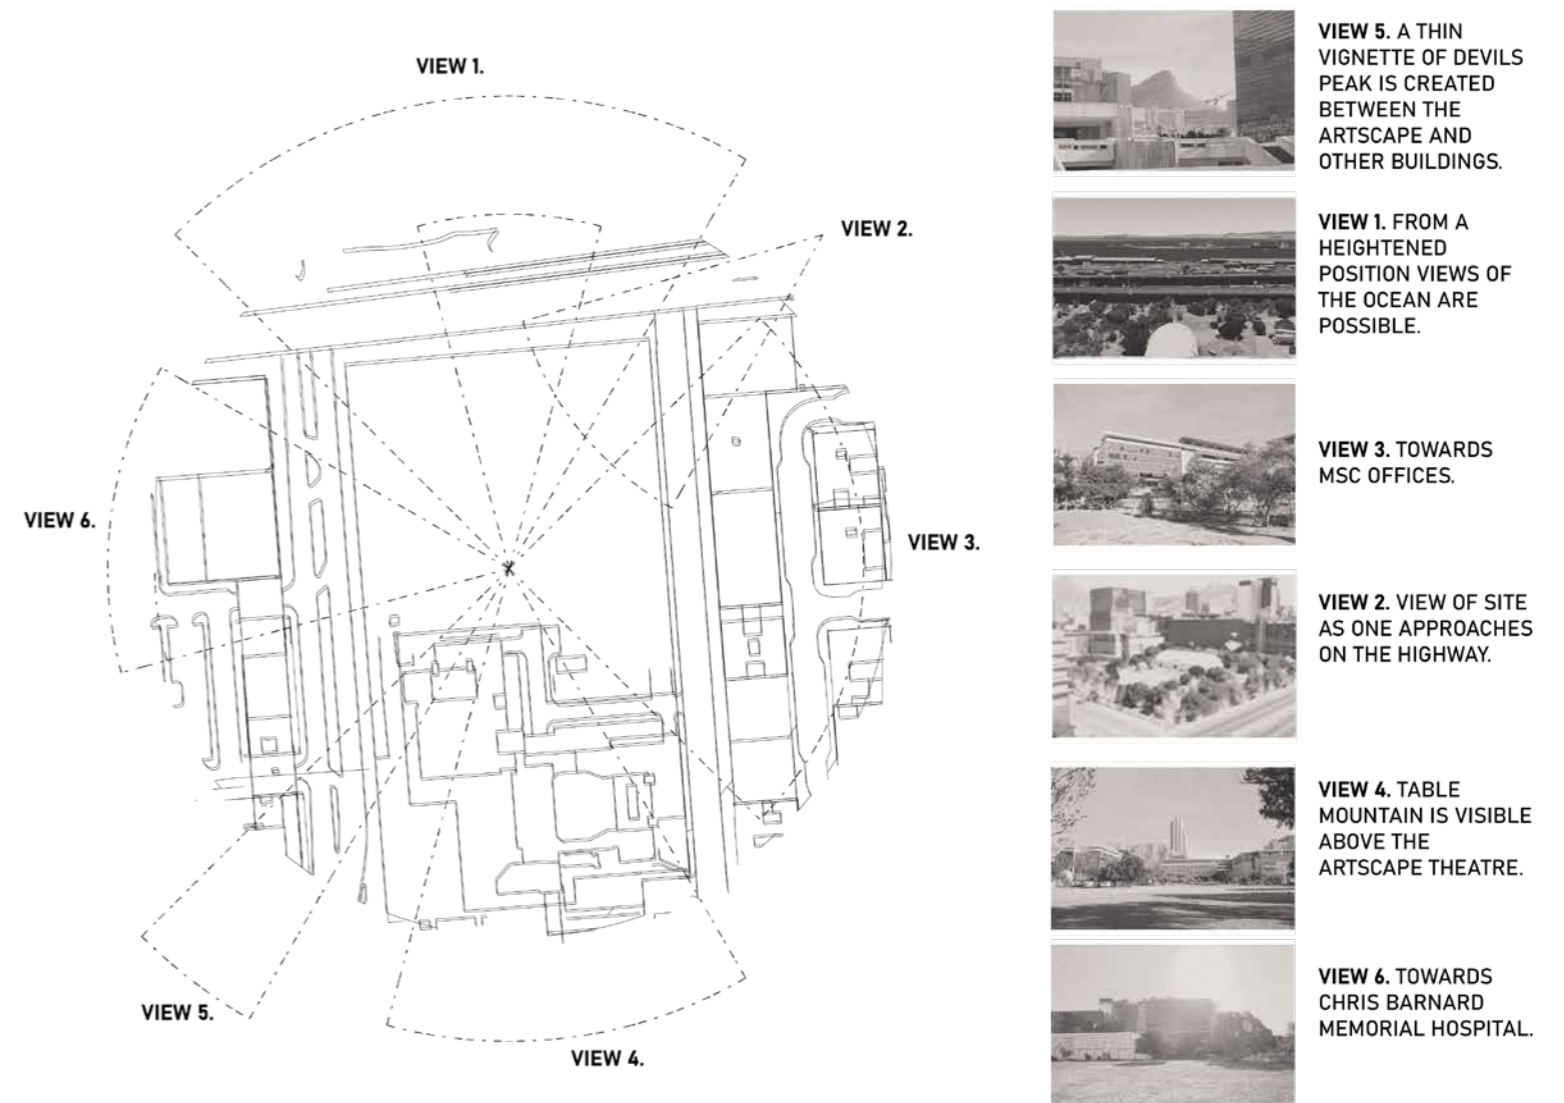 VIEW 1.
VIEW 2.
VIEW 6.
VIEW 3.
VIEW 5.
VIEW 4.
VIEW 5. A THIN
VIGNETTE OF DEVILS
PEAK IS CREATED
BETWEEN THE
ARTSCAPE AND
OTHER BUILDINGS.
VIEW 1. FROM A
HEIGHTENED
POSITION VIEWS OF
THE OCEAN ARE
POSSIBLE.
VIEW 3. TOWARDS
MSC OFFICES.
VIEW 2. VIEW OF SITE
AS ONE APPROACHES
ON THE HIGHWAY.
VIEW 4. TABLE
MOUNTAIN IS VISIBLE
ABOVE THE
ARTSCAPE THEATRE.
VIEW 6. TOWARDS
CHRIS BARNARD
MEMORIAL HOSPITAL.